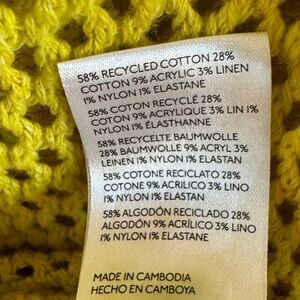 58% RECYCLED COTTON 28%
COTTON 9% ACRYLIC 3% LINEN
1% NYLON 1% ELASTANE
58% COTON RECYCLÉ 28%
COTON 9% ACRYLIQUE 3% LIN 1%
NYLON 1% ÉLASTHANNE
58% RECYCELTE BAUMWOLLE
28% BAUMWOLLE 9% ACRYL 3%
LEINEN 1% NYLON 1% ELASTAN
58% COTONE RICICLATO 28%
COTONE 9% ACRILICO 3% LINO
1% NYLON 1% ELASTAN
58% ALGODÓN RECICLADO 28%
ALGODÓN 9% ACRÍLICO 3% LINO
1% NYLON 1% ELASTANE
MADE IN CAMBODIA
HECHO EN CAMBOYA